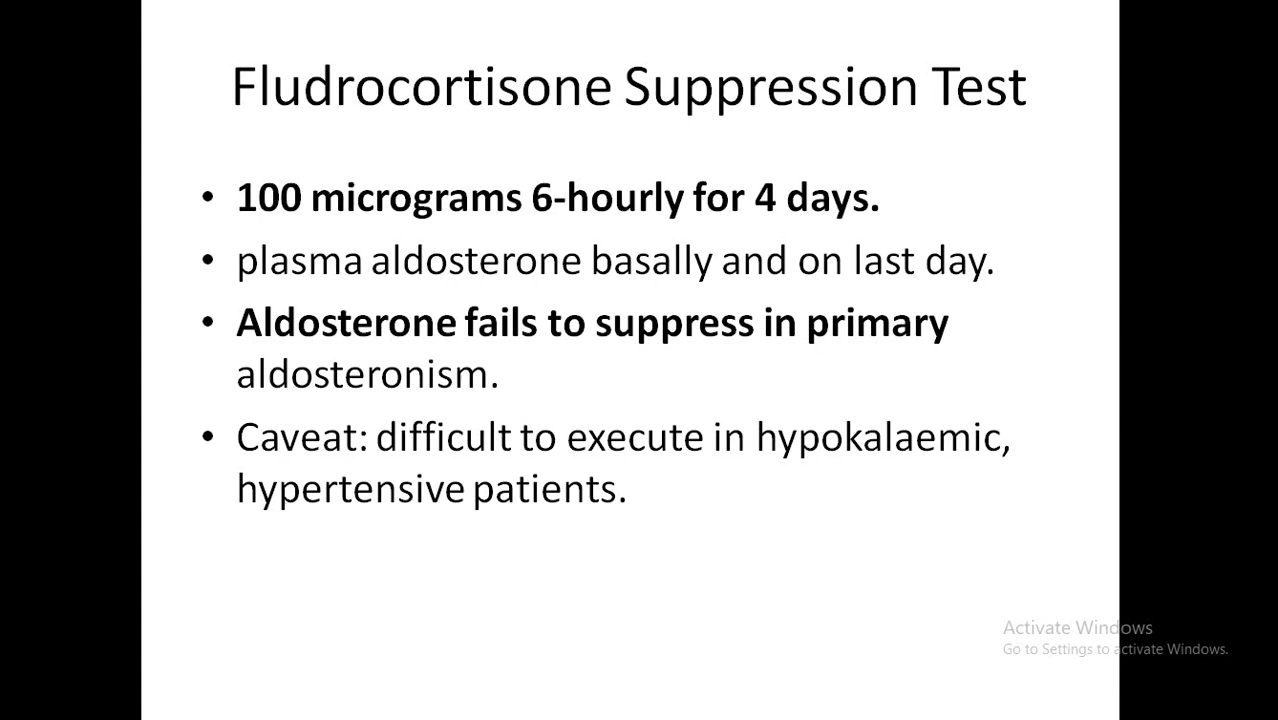 Fludrocortisone Suppression Test
• 100 micrograms 6-hourly for 4 days.
• plasma aldosterone basally and on last day.
• Aldosterone fails to suppress in primary
aldosteronism.
• Caveat: difficult to execute in hypokalaemic,
hypertensive patients.
Activate Windows
Go to Settings to activate Windows.